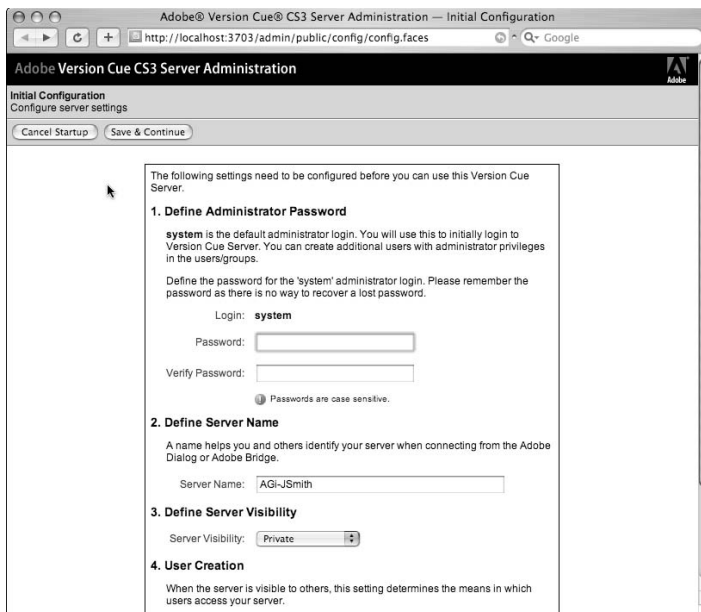 Adobe® Version Cue® CS3 Server Administration — Initial Configuration
http://localhost:3703/admin/public/config/config.faces
Google
Adobe Version Cue CS3 Server Administration
Adobe
Initial Configuration
Configure server settings
Cancel Startup
Save & Continue
The following settings need to be configured before you can use this Version Cue
Server.
1. Define Administrator Password
system is the default administrator login. You will use this to initially login to
Version Cue Server. You can create additional users with administrator privileges
in the users/groups.
Define the password for the 'system' administrator login. Please remember the
password as there is no way to recover a lost password.
Login: system
Password:
Verify Password:
Passwords are case sensitive.
2. Define Server Name
A name helps you and others identify your server when connecting from the Adobe
Dialog or Adobe Bridge.
Server Name: AGi-JSmith
3. Define Server Visibility
Server Visibility: Private
4. User Creation
When the server is visible to others, this setting determines the means in which
users access your server.